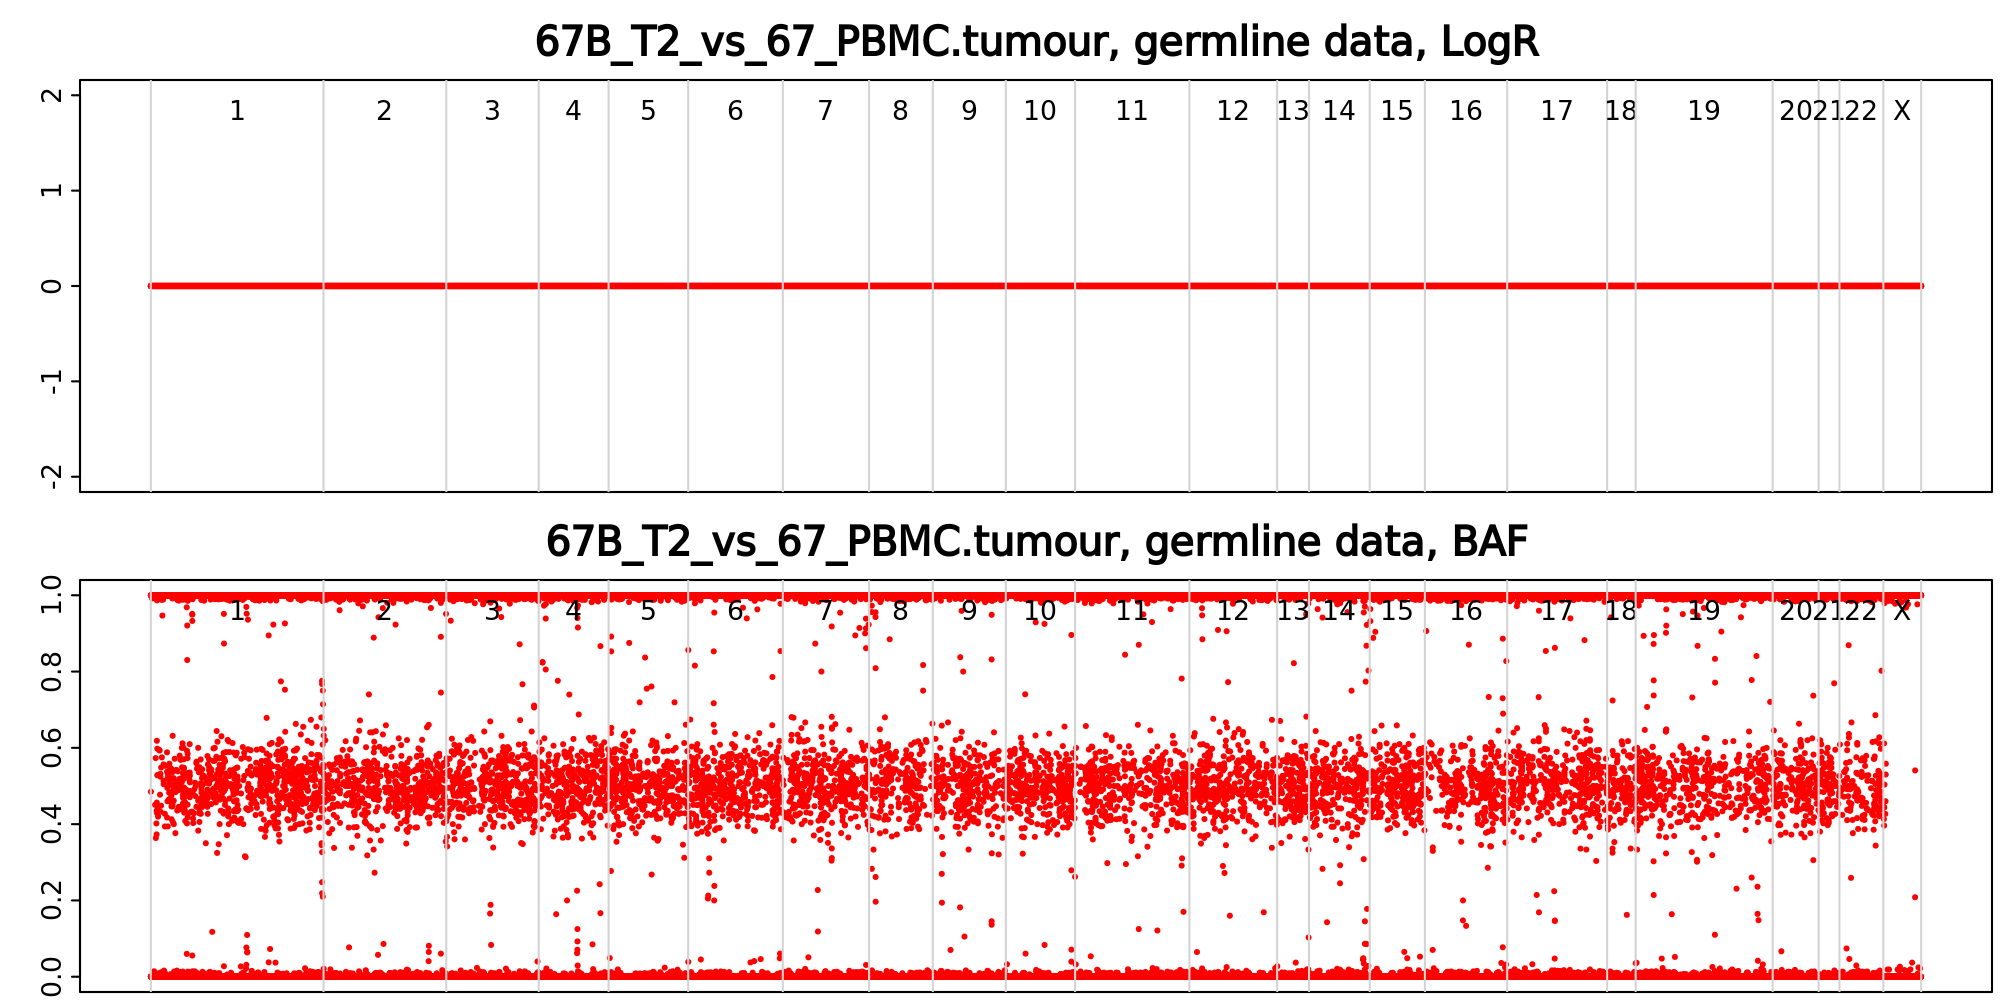 67B_T2_vs_67_PBMC.tumour, germline data, LogR
2
1
0
-1
-2
1 2 3 4 5 6 7 8 9 10 11 12 13 14 15 16 17 18 19 20 21 22 X
67B_T2_vs_67_PBMC.tumour, germline data, BAF
1.0
0.8
0.6
0.4
0.2
0.0
1 2 3 4 5 6 7 8 9 10 11 12 13 14 15 16 17 18 19 20 21 22 X